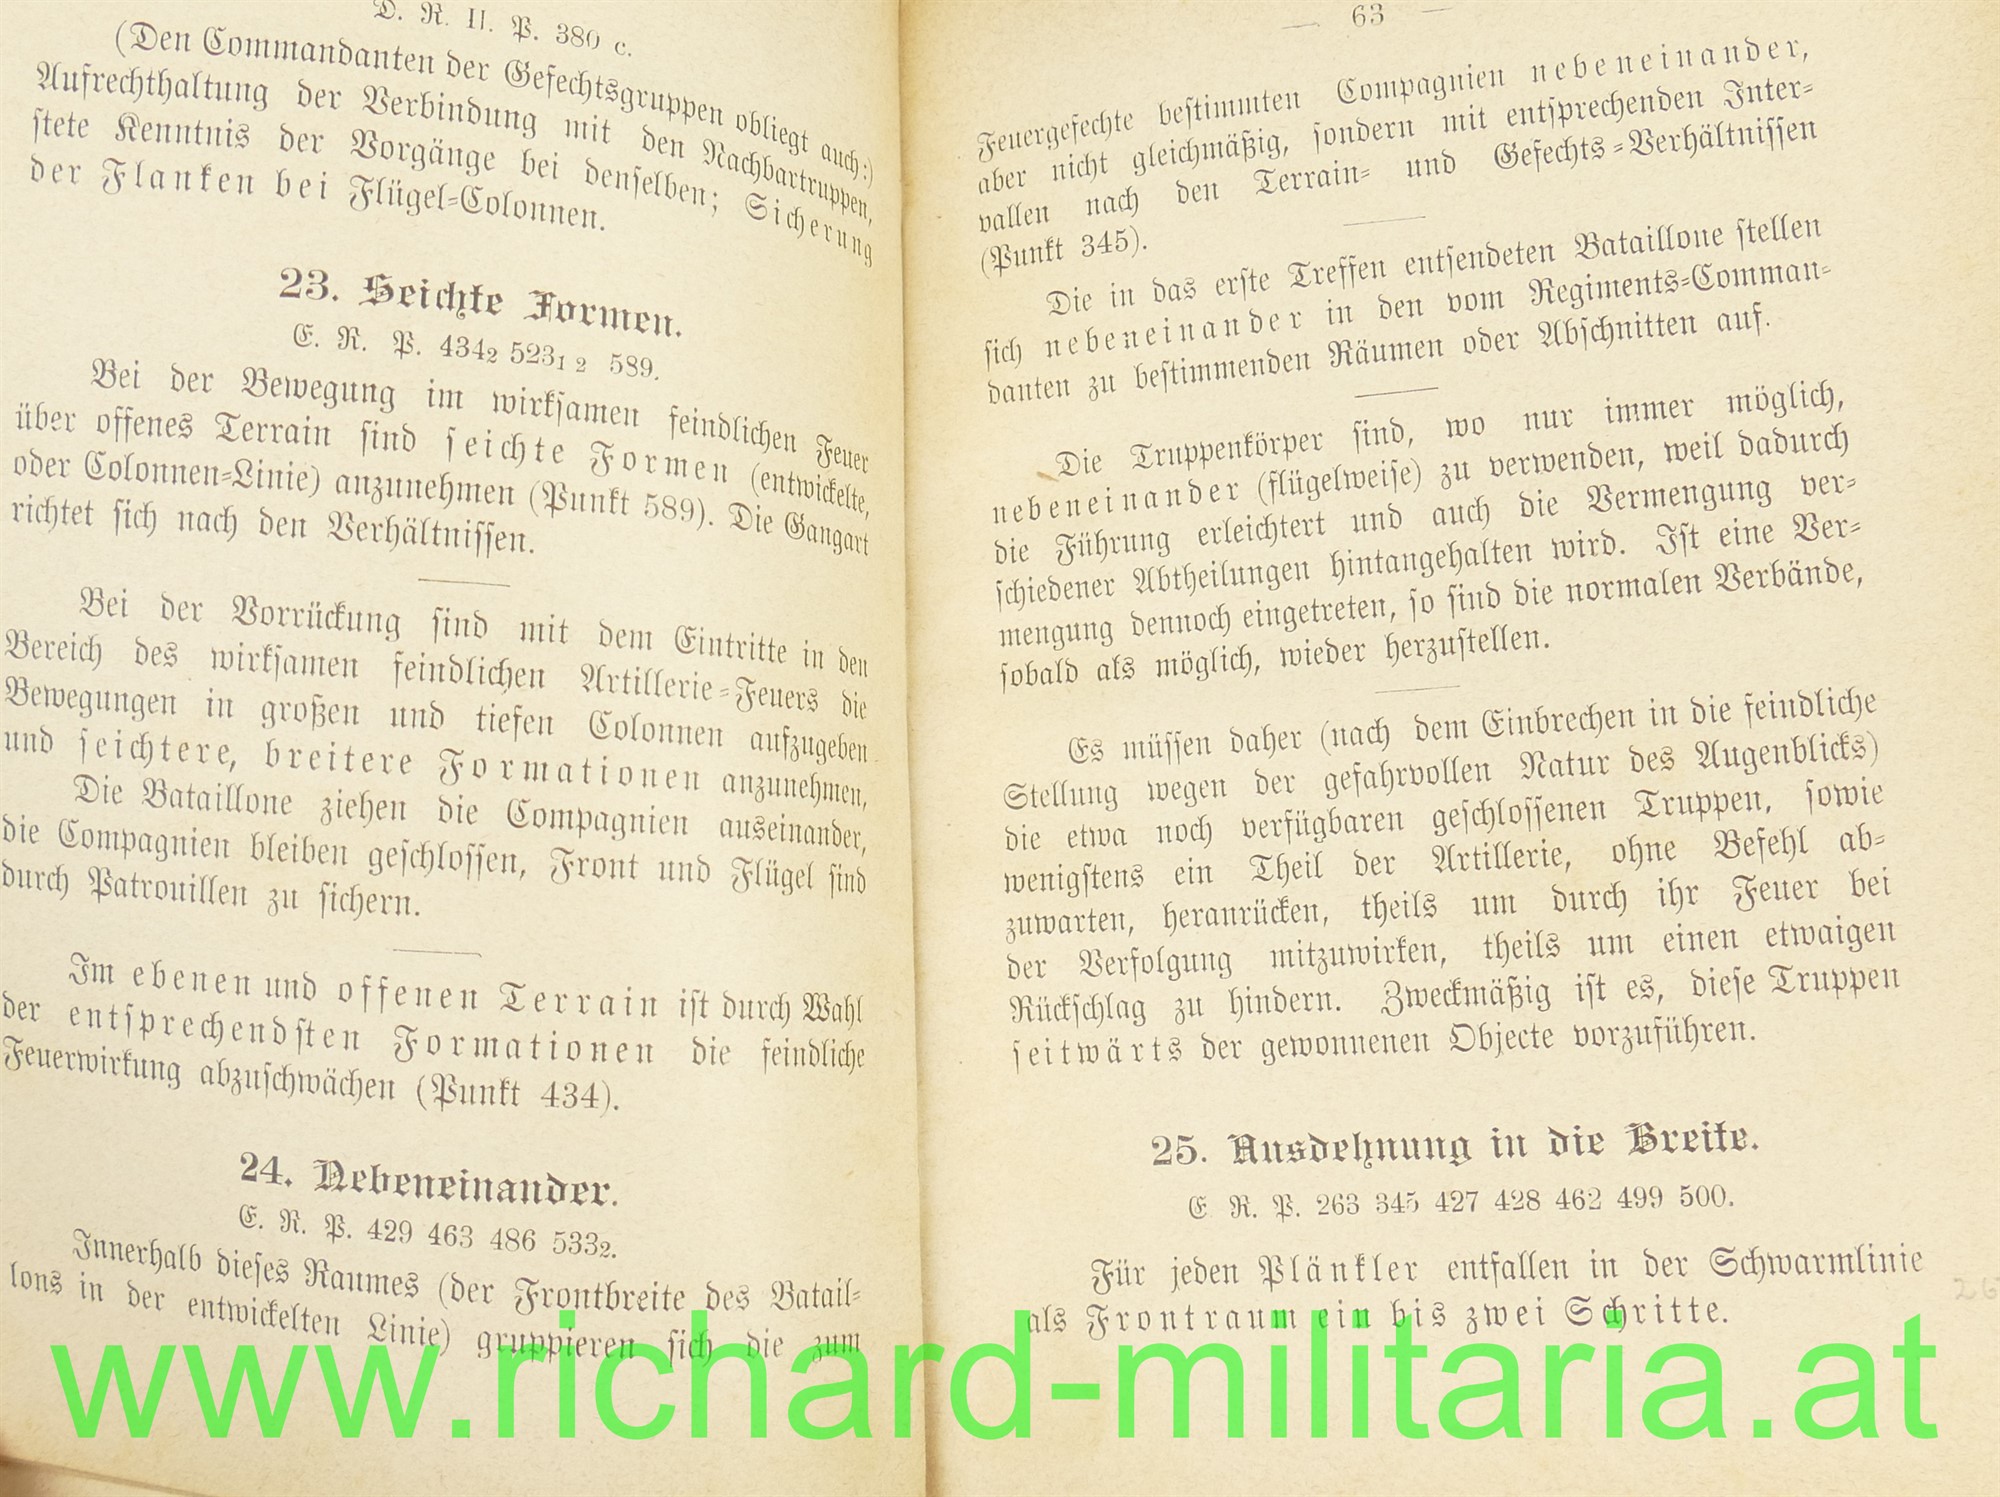 D. R. II. P. 380 c.
(Den Commandanten der Gefechtsgruppen obliegt auch:)
Aufrechthaltung der Verbindung mit den Nachbartruppen,
stete Kenntnis der Vorgänge bei denselben; Sicherung
der Flanken bei Flügel-Colonnen.
23. Seichte Formen.
E. R. P. 434₂ 523₁ ₂ 589.
Bei der Bewegung im wirksamen feindlichen Feuer
über offenes Terrain sind seichte Formen (entwickelte,
oder Colonnen-Linie) anzunehmen (Punkt 589). Die Gangart
richtet sich nach den Verhältnissen.
Bei der Vorrückung sind mit dem Eintritte in den
Bereich des wirksamen feindlichen Artillerie-Feuers die
Bewegungen in großen und tiefen Colonnen aufzugeben
und seichtere, breitere Formationen anzunehmen,
Die Bataillone ziehen die Compagnien auseinander,
die Compagnien bleiben geschlossen, Front und Flügel sind
durch Patrouillen zu sichern.
Im ebenen und offenen Terrain ist durch Wahl
der entsprechendsten Formationen die feindliche
Feuerwirkung abzuschwächen (Punkt 434).
24. Nebeneinander.
E. R. P. 429 463 486 533₂.
Innerhalb dieses Raumes (der Frontbreite des Batail-
lons in der entwickelten Linie) gruppieren sich die zum
— 63 —
Feuergefechte bestimmten Compagnien nebeneinander,
aber nicht gleichmäßig, sondern mit entsprechenden Inter-
vallen nach den Terrain- und Gefechts-Verhältnissen
(Punkt 345).
Die in das erste Treffen entsendeten Bataillone stellen
sich nebeneinander in den vom Regiments-Comman-
danten zu bestimmenden Räumen oder Abschnitten auf.
Die Truppenkörper sind, wo nur immer möglich,
nebeneinander (flügelweise) zu verwenden, weil dadurch
die Führung erleichtert und auch die Vermengung ver-
schiedener Abtheilungen hintangehalten wird. Ist eine Ver-
mengung dennoch eingetreten, so sind die normalen Verbände,
sobald als möglich, wieder herzustellen.
Es müssen daher (nach dem Einbrechen in die feindliche
Stellung wegen der gefahrvollen Natur des Augenblicks)
die etwa noch verfügbaren geschlossenen Truppen, sowie
wenigstens ein Theil der Artillerie, ohne Befehl ab-
zuwarten, heranrücken, theils um durch ihr Feuer bei
der Verfolgung mitzuwirken, theils um einen etwaigen
Rückschlag zu hindern. Zweckmäßig ist es, diese Truppen
seitwärts der gewonnenen Objecte vorzuführen.
25. Ausdehnung in die Breite.
E. R. P. 263 345 427 428 462 499 500.
Für jeden Plänkler entfallen in der Schwarmlinie
als Frontraum ein bis zwei Schritte.
www.richard-militaria.at